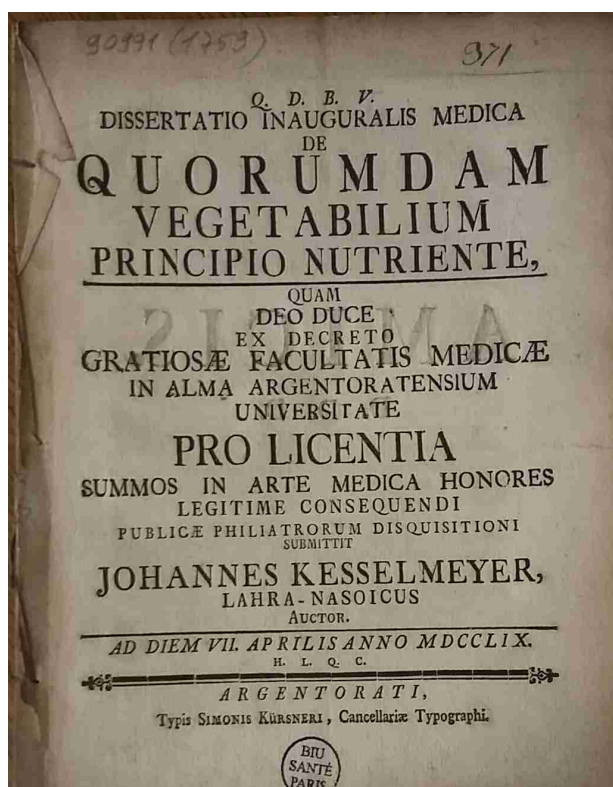 90991 (1759)
971
Q. D. B. V.
DISSERTATIO INAUGURALIS MEDICA
DE
QUORUMDAM
VEGETABILIUM
PRINCIPIO NUTRIENTE,
QUAM
DEO DUCE
EX DECRETO
GRATIOSÆ FACULTATIS MEDICÆ
IN ALMA ARGENTORATENSIUM
UNIVERSITATE
PRO LICENTIA
SUMMOS IN ARTE MEDICA HONORES
LEGITIME CONSEQUENDI
PUBLICÆ PHILIATRORUM DISQUISITIONI
SUBMITTIT
JOHANNES KESSELMEYER,
LAHRA-NASOICUS
AUCTOR.
AD DIEM VII. APRILIS ANNO MDCCLIX.
H. L. Q. C.
ARGENTORATI,
Typis SIMONIS KÜRSNERI, Cancellariæ Typographi.
BIU
SANTÉ
PARIS